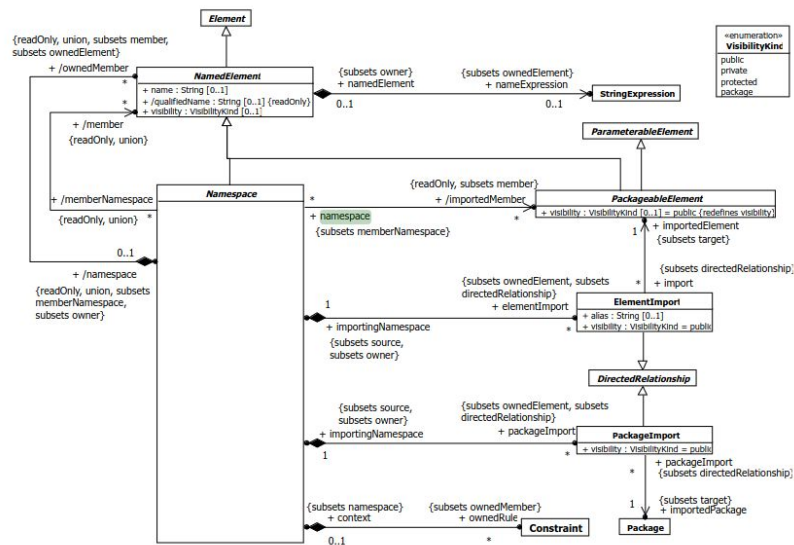 Element
{readOnly, union, subsets member,
subsets ownedElement}
+ /ownedMember
*
NamedElement
+ name : String [0..1]
+ /qualifiedName : String [0..1] {readOnly}
+ visibility : VisibilityKind [0..1]
{subsets owner}
+ namedElement
0..1
{subsets ownedElement}
+ nameExpression
0..1
StringExpression
«enumeration»
VisibilityKind
public
private
protected
package
*
+ /member
{readOnly, union}
ParameterableElement
+ /memberNamespace
{readOnly, union}
*
Namespace
*
+ namespace
{subsets memberNamespace}
{readOnly, subsets member}
+ /importedMember
*
PackageableElement
+ visibility : VisibilityKind [0..1] = public {redefines visibility}
0..1
+ /namespace
{readOnly, union, subsets
memberNamespace,
subsets owner}
1
+ importedElement
{subsets target}
{subsets directedRelationship}
*
+ import
1
+ importingNamespace
{subsets source,
subsets owner}
{subsets ownedElement, subsets
directedRelationship}
+ elementImport
*
ElementImport
+ alias : String [0..1]
+ visibility : VisibilityKind = public
DirectedRelationship
{subsets source,
subsets owner}
+ importingNamespace
1
{subsets ownedElement, subsets
directedRelationship}
+ packageImport
*
PackageImport
+ visibility : VisibilityKind = public
+ packageImport
*
{subsets directedRelationship}
1
{subsets target}
+ importedPackage
Package
{subsets namespace}
+ context
0..1
{subsets ownedMember}
+ ownedRule
*
Constraint